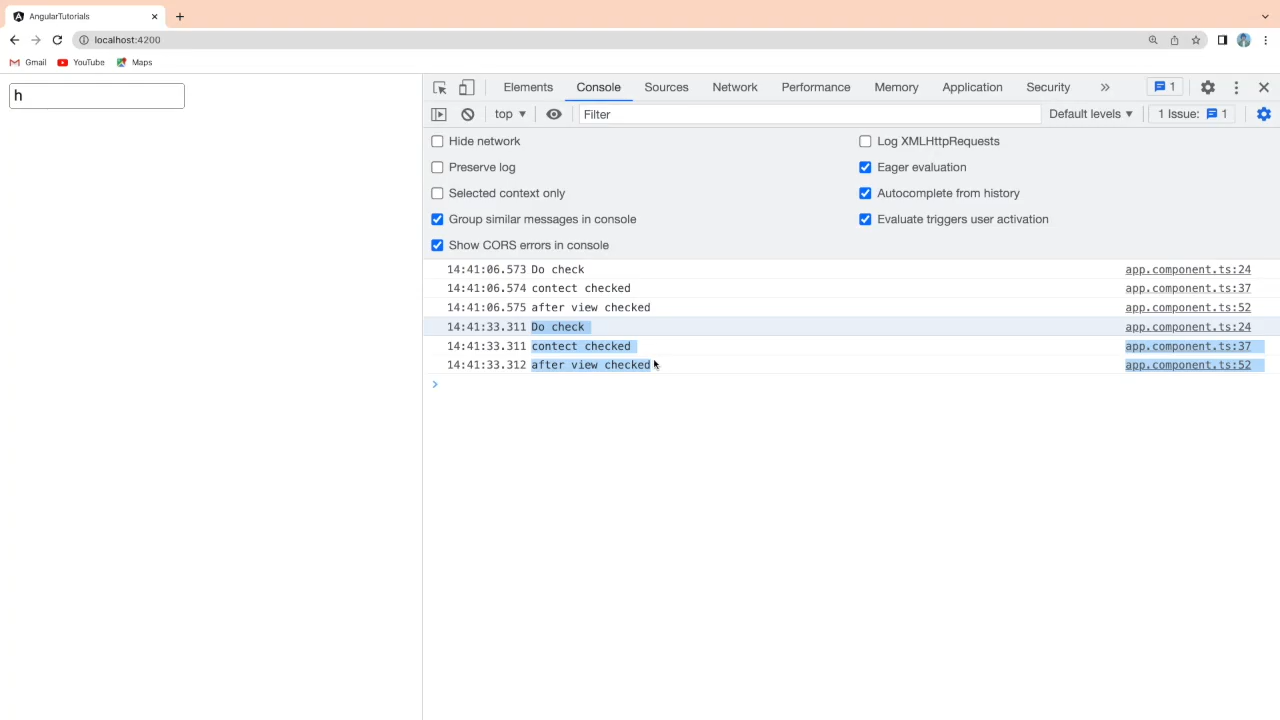 AngularTutorials
localhost:4200
Gmail YouTube Maps
h
Elements Console Sources Network Performance Memory Application Security 1
top Filter Default levels 1 Issue: 1
Hide network Log XMLHttpRequests
Preserve log Eager evaluation
Selected context only Autocomplete from history
Group similar messages in console Evaluate triggers user activation
Show CORS errors in console
14:41:06.573 Do check app.component.ts:24
14:41:06.574 contect checked app.component.ts:37
14:41:06.575 after view checked app.component.ts:52
14:41:33.311 Do check app.component.ts:24
14:41:33.311 contect checked app.component.ts:37
14:41:33.312 after view checked app.component.ts:52